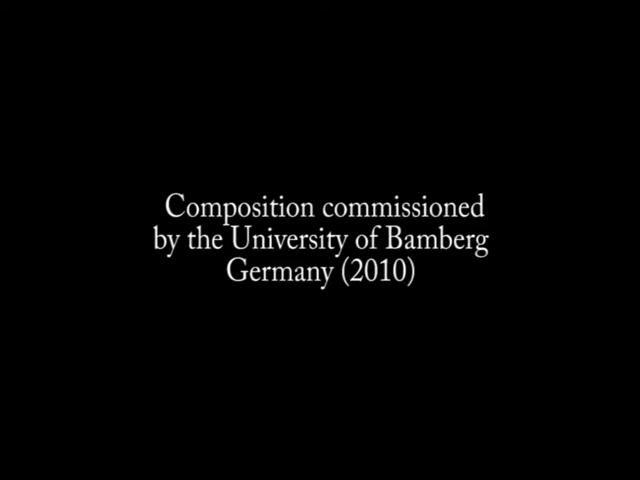 Composition commissioned
by the University of Bamberg
Germany (2010)